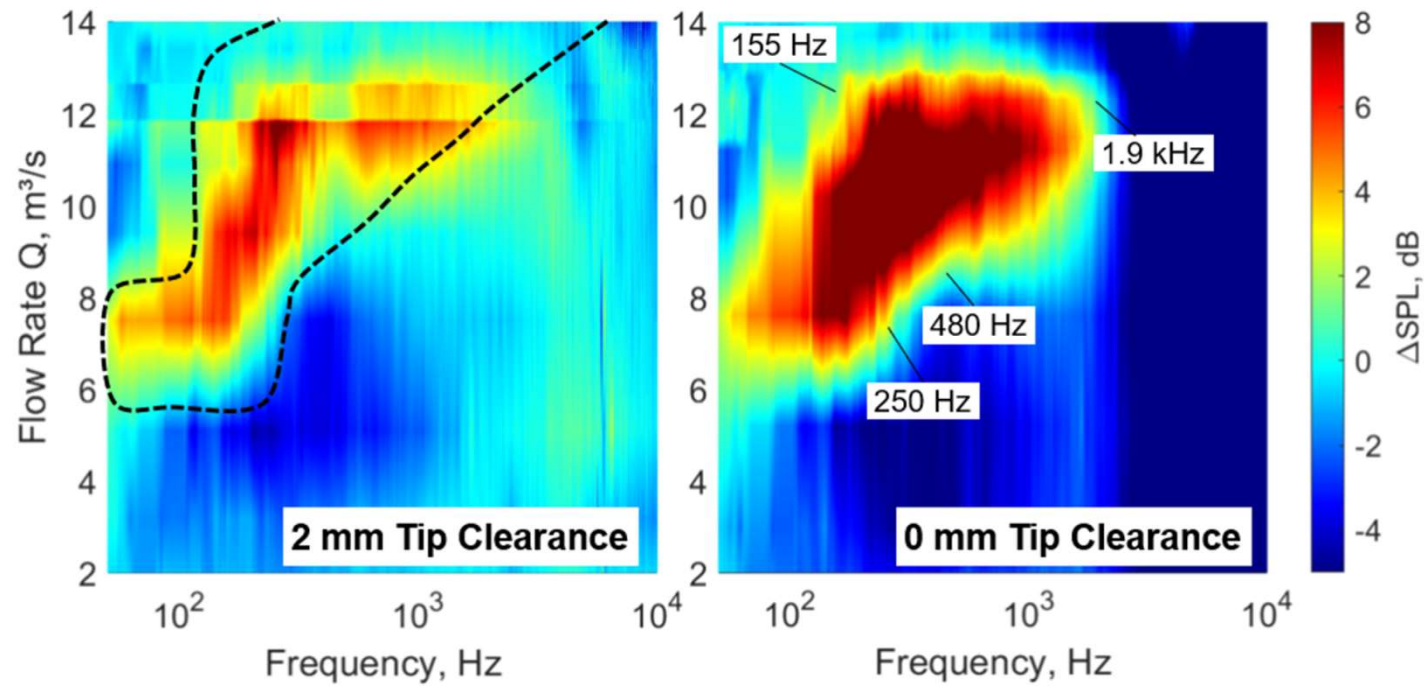 Flow Rate Q, m³/s
14
12
10
8
6
4
2
10²
10³
10⁴
Frequency, Hz
2 mm Tip Clearance
14
12
10
8
6
4
2
10²
10³
10⁴
Frequency, Hz
155 Hz
1.9 kHz
480 Hz
250 Hz
0 mm Tip Clearance
8
6
4
2
0
-2
-4
ΔSPL, dB